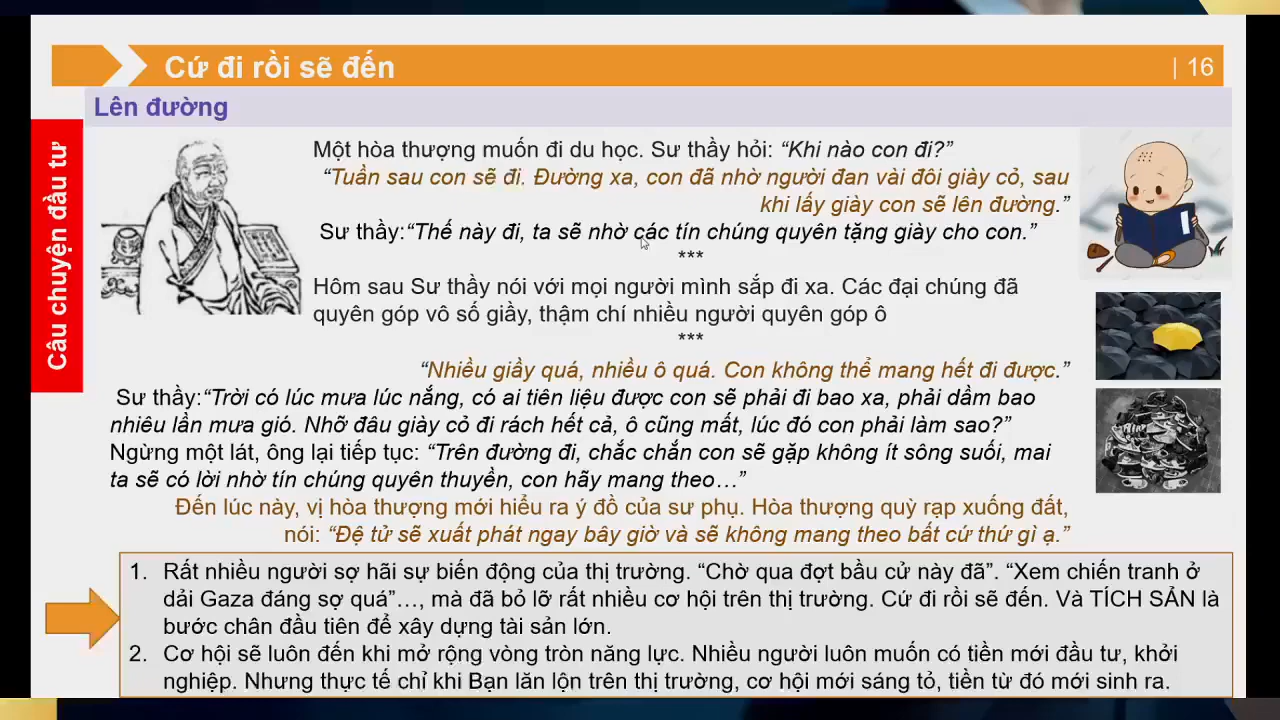 Cứ đi rồi sẽ đến
| 16
Lên đường
Câu chuyện đầu tư
Một hòa thượng muốn đi du học. Sư thầy hỏi: “Khi nào con đi?”
“Tuần sau con sẽ đi. Đường xa, con đã nhờ người đan vài đôi giày cỏ, sau
khi lấy giày con sẽ lên đường.”
Sư thầy:“Thế này đi, ta sẽ nhờ các tín chúng quyên tặng giày cho con.”
***
Hôm sau Sư thầy nói với mọi người mình sắp đi xa. Các đại chúng đã
quyên góp vô số giầy, thậm chí nhiều người quyên góp ô
***
“Nhiều giầy quá, nhiều ô quá. Con không thể mang hết đi được.”
Sư thầy:“Trời có lúc mưa lúc nắng, có ai tiên liệu được con sẽ phải đi bao xa, phải dầm bao
nhiêu lần mưa gió. Nhỡ đâu giày cỏ đi rách hết cả, ô cũng mất, lúc đó con phải làm sao?”
Ngừng một lát, ông lại tiếp tục: “Trên đường đi, chắc chắn con sẽ gặp không ít sông suối, mai
ta sẽ có lời nhờ tín chúng quyên thuyền, con hãy mang theo…”
Đến lúc này, vị hòa thượng mới hiểu ra ý đồ của sư phụ. Hòa thượng quỳ rạp xuống đất,
nói: “Đệ tử sẽ xuất phát ngay bây giờ và sẽ không mang theo bất cứ thứ gì ạ.”
1. Rất nhiều người sợ hãi sự biến động của thị trường. “Chờ qua đợt bầu cử này đã”. “Xem chiến tranh ở
dải Gaza đáng sợ quá”…, mà đã bỏ lỡ rất nhiều cơ hội trên thị trường. Cứ đi rồi sẽ đến. Và TÍCH SẢN là
bước chân đầu tiên để xây dựng tài sản lớn.
2. Cơ hội sẽ luôn đến khi mở rộng vòng tròn năng lực. Nhiều người luôn muốn có tiền mới đầu tư, khởi
nghiệp. Nhưng thực tế chỉ khi Bạn lăn lộn trên thị trường, cơ hội mới sáng tỏ, tiền từ đó mới sinh ra.